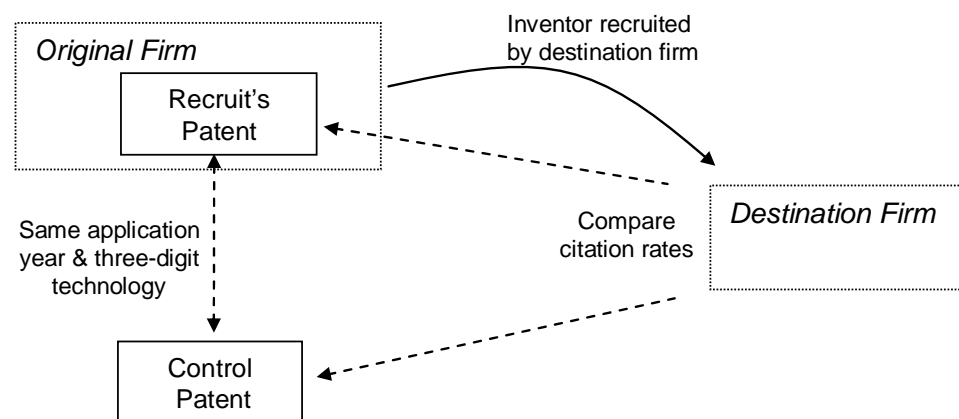 Original Firm
Recruit's
Patent
Inventor recruited
by destination firm
Same application
year & three-digit
technology
Compare
citation rates
Destination Firm
Control
Patent